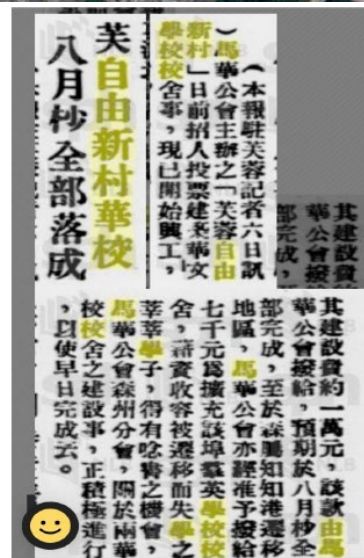 芙自由新村華校
八月杪全部落成
（本報駐芙蓉記者六日訊
）馬華公會主辦之「芙蓉自由
新村」日前招人投票建築華文
學校校舍事，現已開始興工，
其建設費
華公會撥
部完成，
其建設費約一萬元，該款由馬
華公會撥給，預期於八月杪全
部完成，至於森屬知知港遷移
地區，馬華公會亦經准予撥給
七千元爲擴充該埠羣英學校校
舍，藉資收容被遷移而失學之
莘莘學子，得有唸書之機會，
馬華公會森州分會，關於兩華
校校舍之建設事，正積極進行
，以使早日完成云。